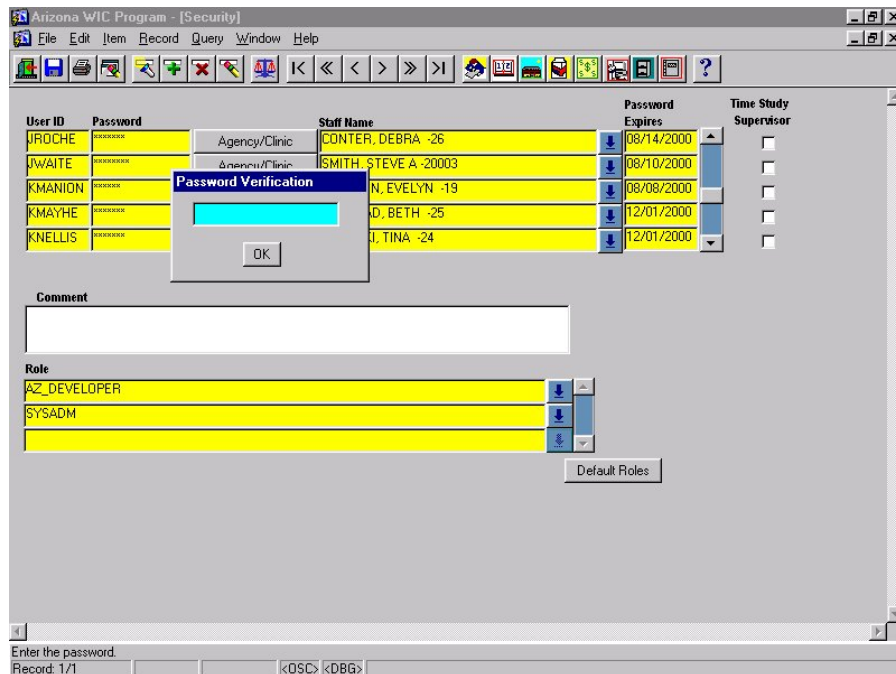 Arizona WIC Program - [Security]
File Edit Item Record Query Window Help
Password Time Study
User ID Password Staff Name Expires Supervisor
JROCHE ******* Agency/Clinic CONTER, DEBRA -26 08/14/2000
JWAITE ******** Agency/Clinic SMITH, STEVE A -20003 08/10/2000
KMANION ****** N, EVELYN -19 08/08/2000
KMAYHE ******* D, BETH -25 12/01/2000
KNELLIS ******* I, TINA -24 12/01/2000
Password Verification
OK
Comment
Role
AZ_DEVELOPER
SYSADM
Default Roles
Enter the password.
Record: 1/1 <OSC> <DBG>